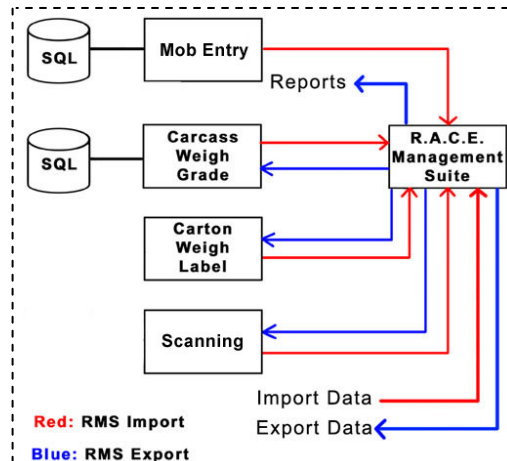 SQL
Mob Entry
Reports
SQL
Carcass
Weigh
Grade
R.A.C.E.
Management
Suite
Carton
Weigh
Label
Scanning
Import Data
Export Data
Red: RMS Import
Blue: RMS Export